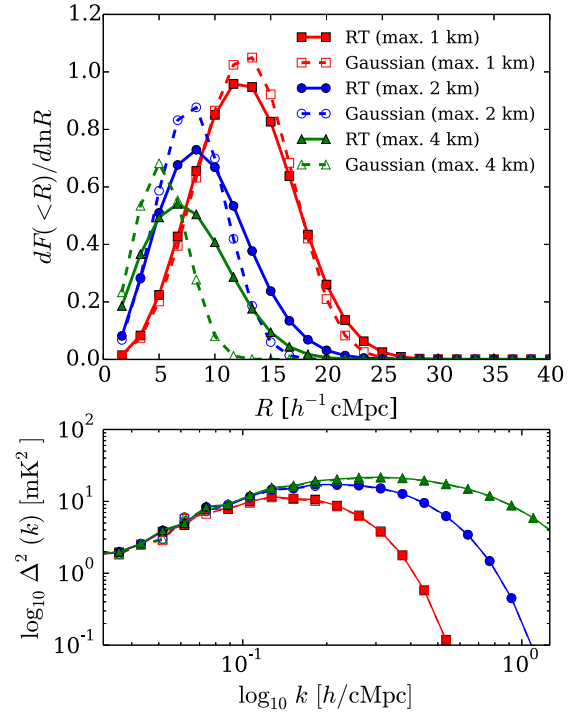 dF(<R)/dlnR
1.2
1.0
0.8
0.6
0.4
0.2
0.0
RT (max. 1 km)
Gaussian (max. 1 km)
RT (max. 2 km)
Gaussian (max. 2 km)
RT (max. 4 km)
Gaussian (max. 4 km)
0 5 10 15 20 25 30 35 40
R [h⁻¹ cMpc]
log₁₀ Δ² (k) [mK²]
10²
10¹
10⁰
10⁻¹
10⁻¹ 10⁰
log₁₀ k [h/cMpc]